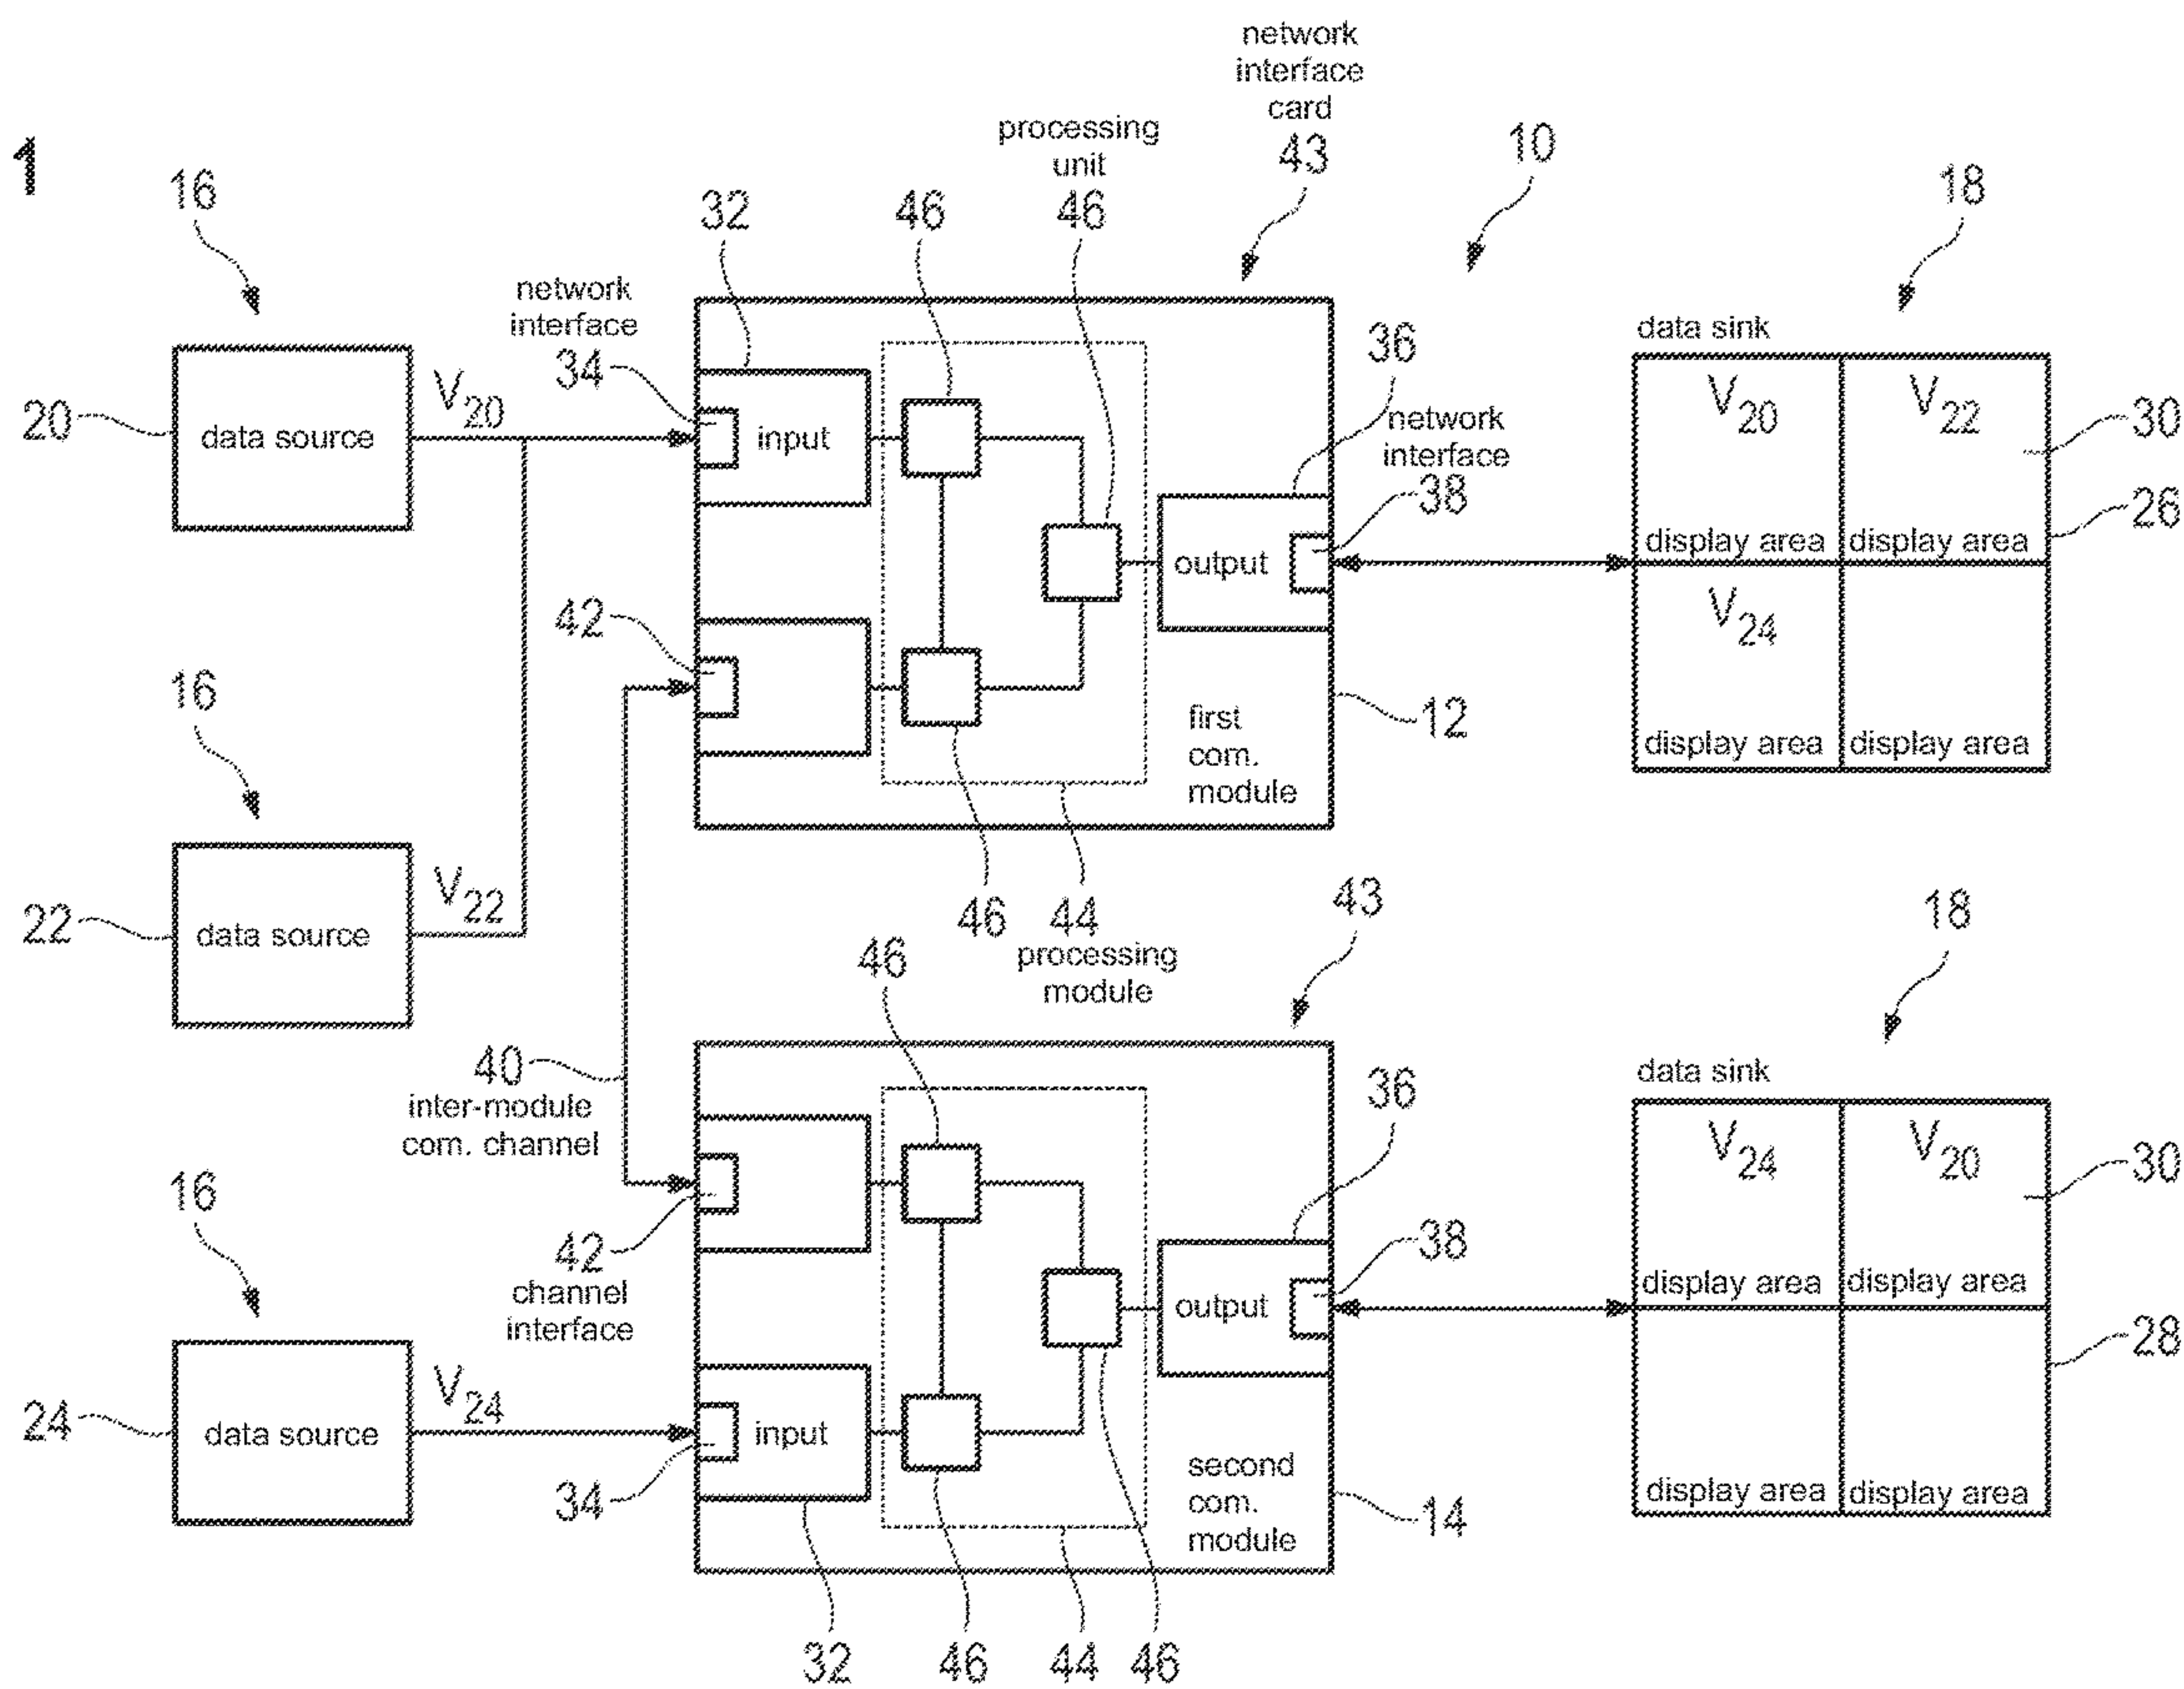 1
16
20
data source
V20
16
22
data source
V22
16
24
data source
V24
network
interface
34
32
46
processing
unit
46
network
interface
card
43
10
input
42
46
44
processing
module
output
36
network
interface
38
first
com.
module
12
40
inter-module
com. channel
42
channel
interface
34
input
32
46
46
44
46
43
output
36
38
second
com.
module
14
18
data sink
V20
V22
30
display area
display area
26
V24
display area
display area
18
data sink
V24
V20
30
display area
display area
28
display area
display area